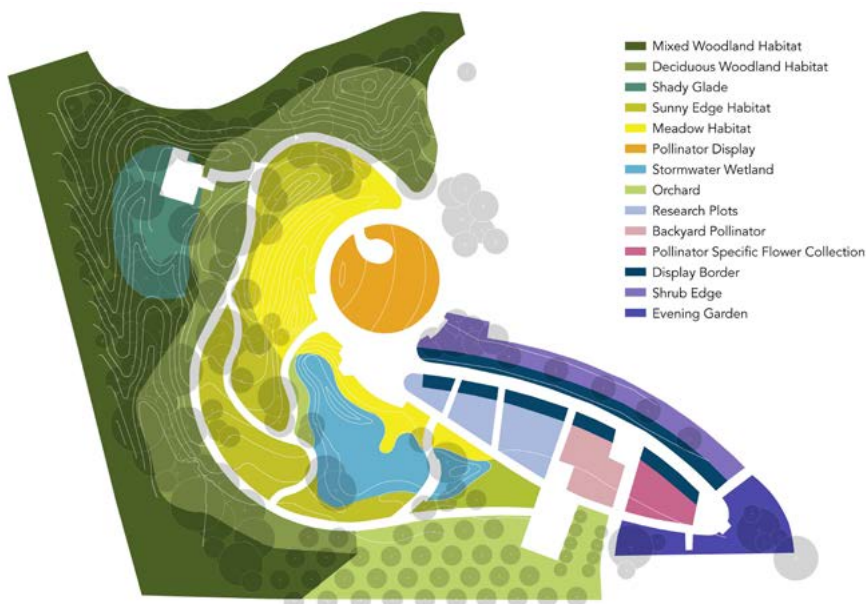 Mixed Woodland Habitat
Deciduous Woodland Habitat
Shady Glade
Sunny Edge Habitat
Meadow Habitat
Pollinator Display
Stormwater Wetland
Orchard
Research Plots
Backyard Pollinator
Pollinator Specific Flower Collection
Display Border
Shrub Edge
Evening Garden